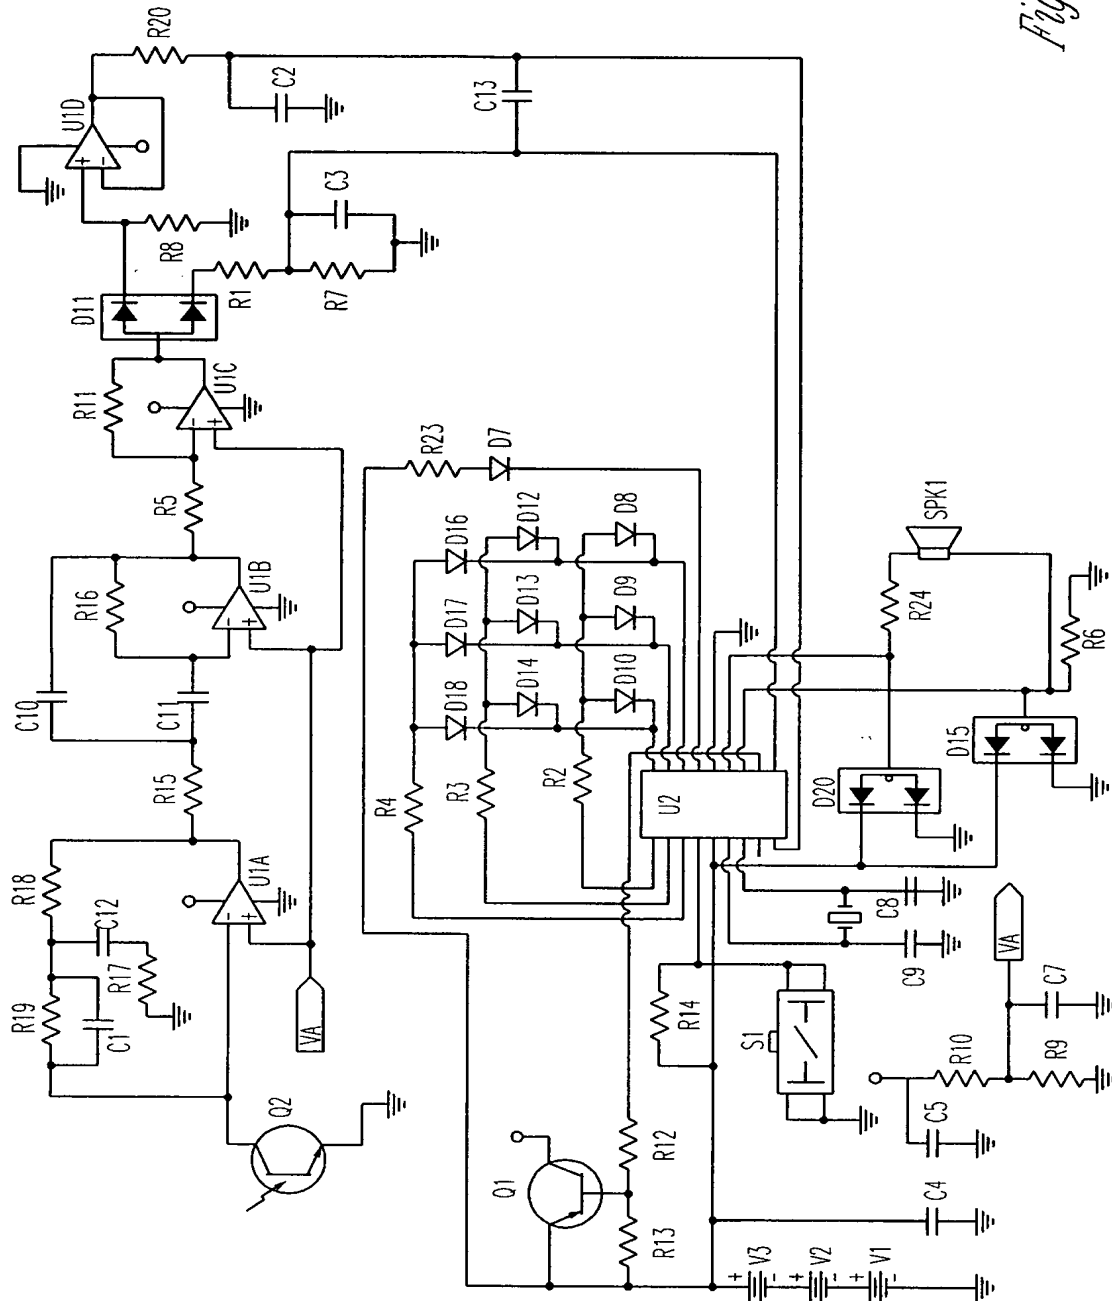 Fig
R20
U1D
+
-
C2
C13
R8
C3
R1
R7
D11
R11
U1C
-
+
R5
R23
D7
C10
R16
U1B
-
+
C11
R15
D16
D12
D8
D17
D13
D9
D18
D14
D10
R4
R3
R2
U2
SPK1
R24
R6
D15
D20
R18
C12
R19
R17
C1
U1A
-
+
VA
Q2
R14
S1
C8
C9
VA
C7
R10
R9
C5
C4
Q1
R12
R13
+
-
V3
+
-
V2
+
-
V1